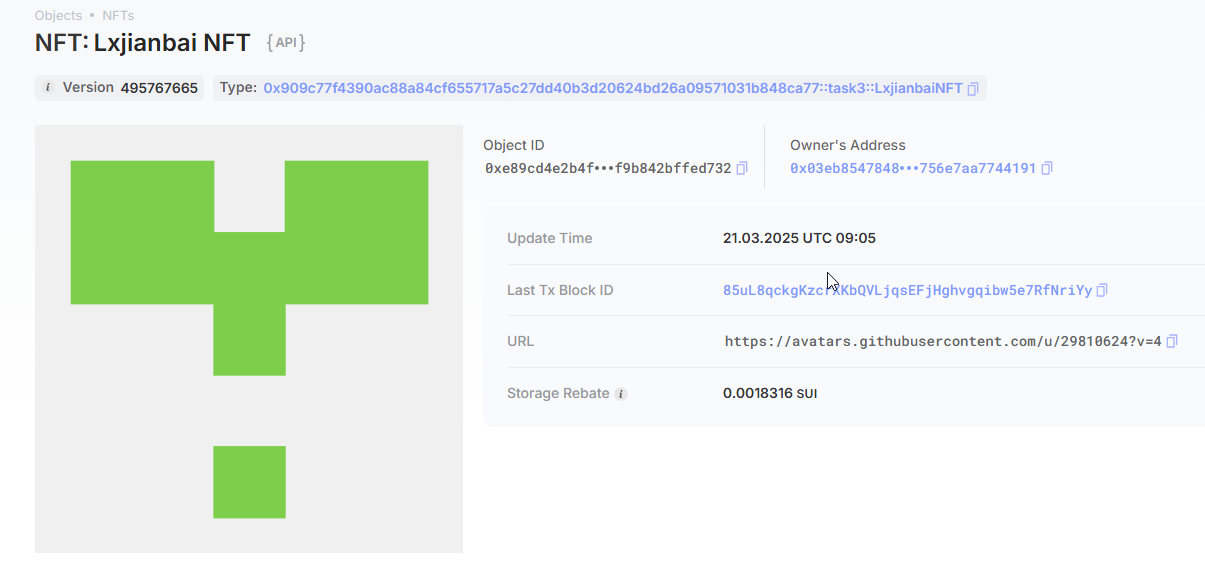 Objects • NFTs
NFT: Lxjianbai NFT {API}
i Version 495767665 Type: 0x909c77f4390ac88a84cf655717a5c27dd40b3d20624bd26a09571031b848ca77::task3::LxjianbaiNFT
Object ID
0xe89cd4e2b4f•••f9b842bffed732
Owner's Address
0x03eb8547848•••756e7aa7744191
Update Time 21.03.2025 UTC 09:05
Last Tx Block ID
URL https://avatars.githubusercontent.com/u/29810624?v=4
Storage Rebate i 0.0018316 SUI